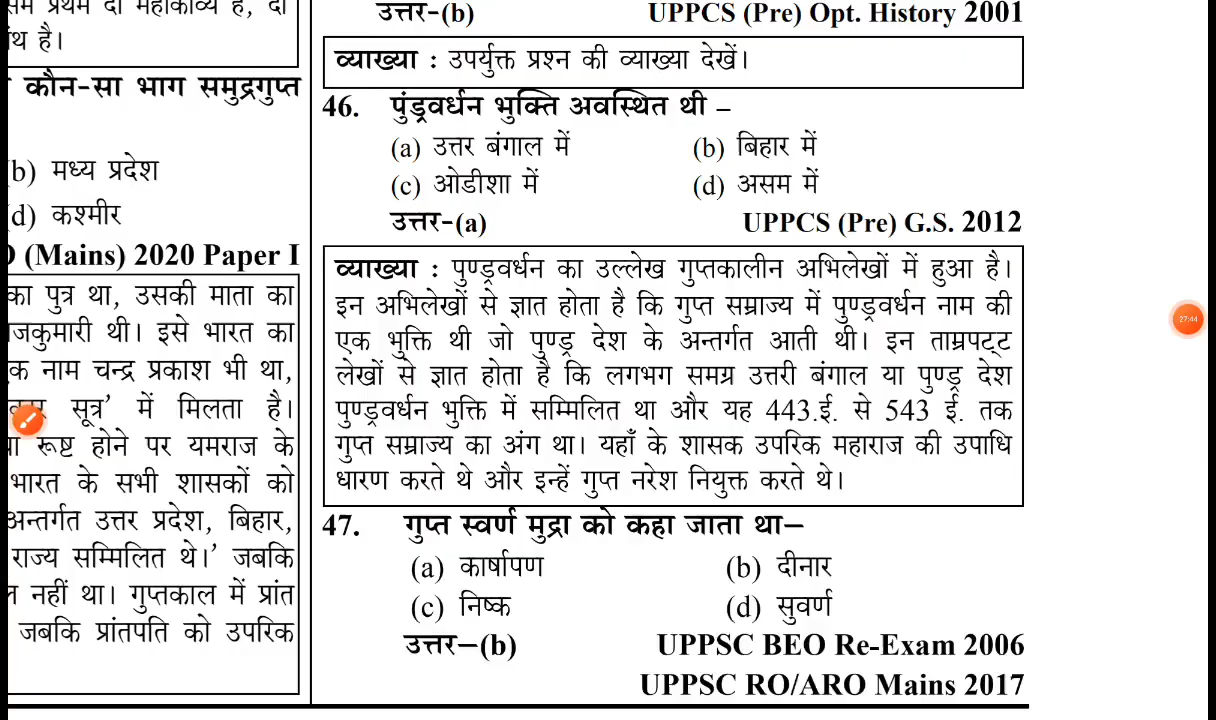 थ है।
कौन-सा भाग समुद्रगुप्त
b) मध्य प्रदेश
d) कश्मीर
(Mains) 2020 Paper I
का पुत्र था, उसकी माता का
जकुमारी थी। इसे भारत का
क नाम चन्द्र प्रकाश भी था,
सूत्र' में मिलता है।
रूष्ट होने पर यमराज के
भारत के सभी शासकों को
अन्तर्गत उत्तर प्रदेश, बिहार,
राज्य सम्मिलित थे।' जबकि
नहीं था। गुप्तकाल में प्रांत
जबकि प्रांतपति को उपरिक
उत्तर-(b) UPPCS (Pre) Opt. History 2001
व्याख्या : उपर्युक्त प्रश्न की व्याख्या देखें।
46. पुंड्रवर्धन भुक्ति अवस्थित थी –
(a) उत्तर बंगाल में (b) बिहार में
(c) ओडीशा में (d) असम में
उत्तर-(a) UPPCS (Pre) G.S. 2012
व्याख्या : पुण्ड्रवर्धन का उल्लेख गुप्तकालीन अभिलेखों में हुआ है।
इन अभिलेखों से ज्ञात होता है कि गुप्त सम्राज्य में पुण्ड्रवर्धन नाम की
एक भुक्ति थी जो पुण्ड्र देश के अन्तर्गत आती थी। इन ताम्रपट्ट
लेखों से ज्ञात होता है कि लगभग समग्र उत्तरी बंगाल या पुण्ड्र देश
पुण्ड्रवर्धन भुक्ति में सम्मिलित था और यह 443.ई. से 543 ई. तक
गुप्त सम्राज्य का अंग था। यहाँ के शासक उपरिक महाराज की उपाधि
धारण करते थे और इन्हें गुप्त नरेश नियुक्त करते थे।
47. गुप्त स्वर्ण मुद्रा को कहा जाता था–
(a) कार्षापण (b) दीनार
(c) निष्क (d) सुवर्ण
उत्तर–(b) UPPSC BEO Re-Exam 2006
UPPSC RO/ARO Mains 2017
27:44